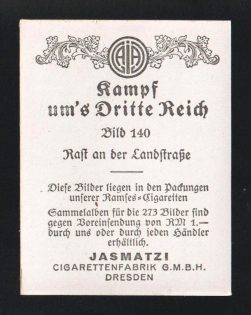 Kampf
um's Dritte Reich
Bild 140
Rast an der Landstraße
Diese Bilder liegen in den Packungen
unserer Ramses-Cigaretten
Sammelalben für die 273 Bilder sind
gegen Voreinsendung von RM 1.—
durch uns oder durch jeden Händler
erhältlich.
JASMATZI
CIGARETTENFABRIK G.M.B.H.
DRESDEN